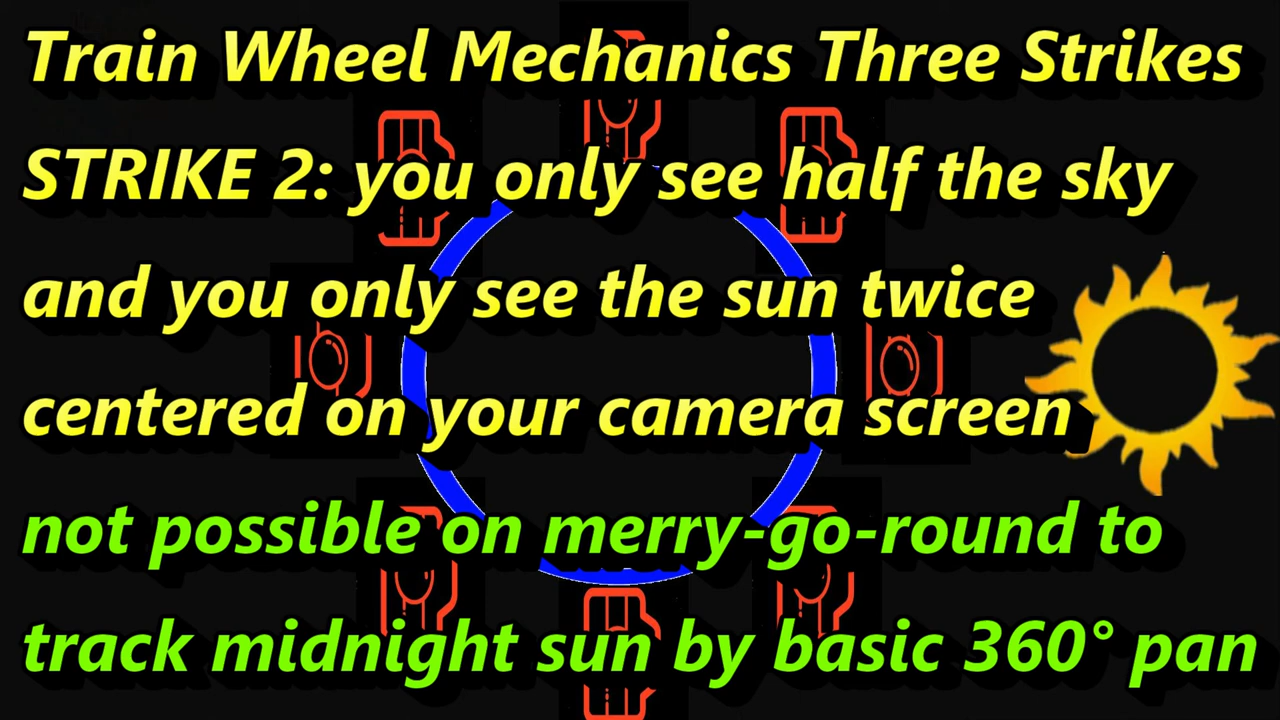 Train Wheel Mechanics Three Strikes
STRIKE 2: you only see half the sky
and you only see the sun twice
centered on your camera screen
not possible on merry-go-round to
track midnight sun by basic 360° pan